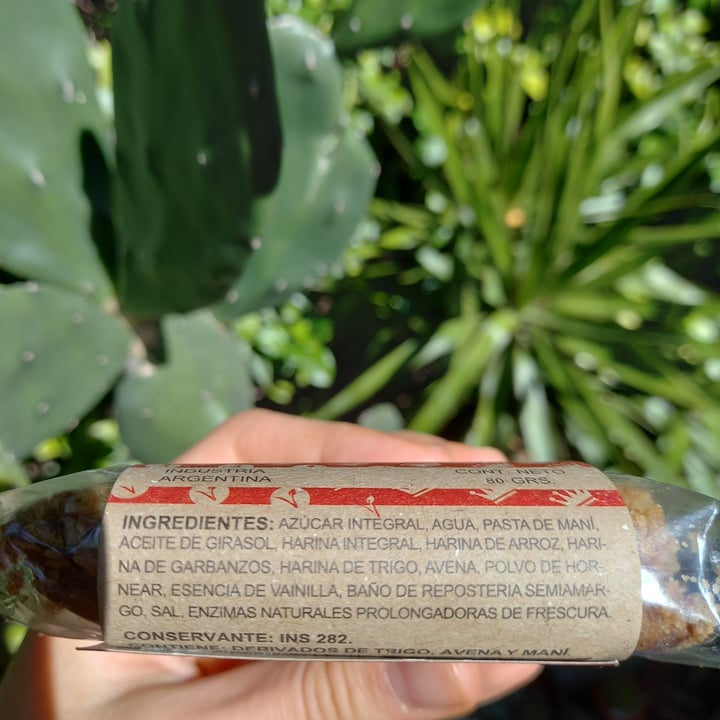 INDUSTRIA
ARGENTINA
CONT. NETO
80 GRS.
INGREDIENTES: AZÚCAR INTEGRAL, AGUA, PASTA DE MANÍ,
ACEITE DE GIRASOL, HARINA INTEGRAL, HARINA DE ARROZ, HARI-
NA DE GARBANZOS, HARINA DE TRIGO, AVENA, POLVO DE HOR-
NEAR, ESENCIA DE VAINILLA, BAÑO DE REPOSTERIA SEMIAMAR-
GO, SAL, ENZIMAS NATURALES PROLONGADORAS DE FRESCURA.
CONSERVANTE: INS 282.
CONTIENE: DERIVADOS DE TRIGO, AVENA Y MANÍ.